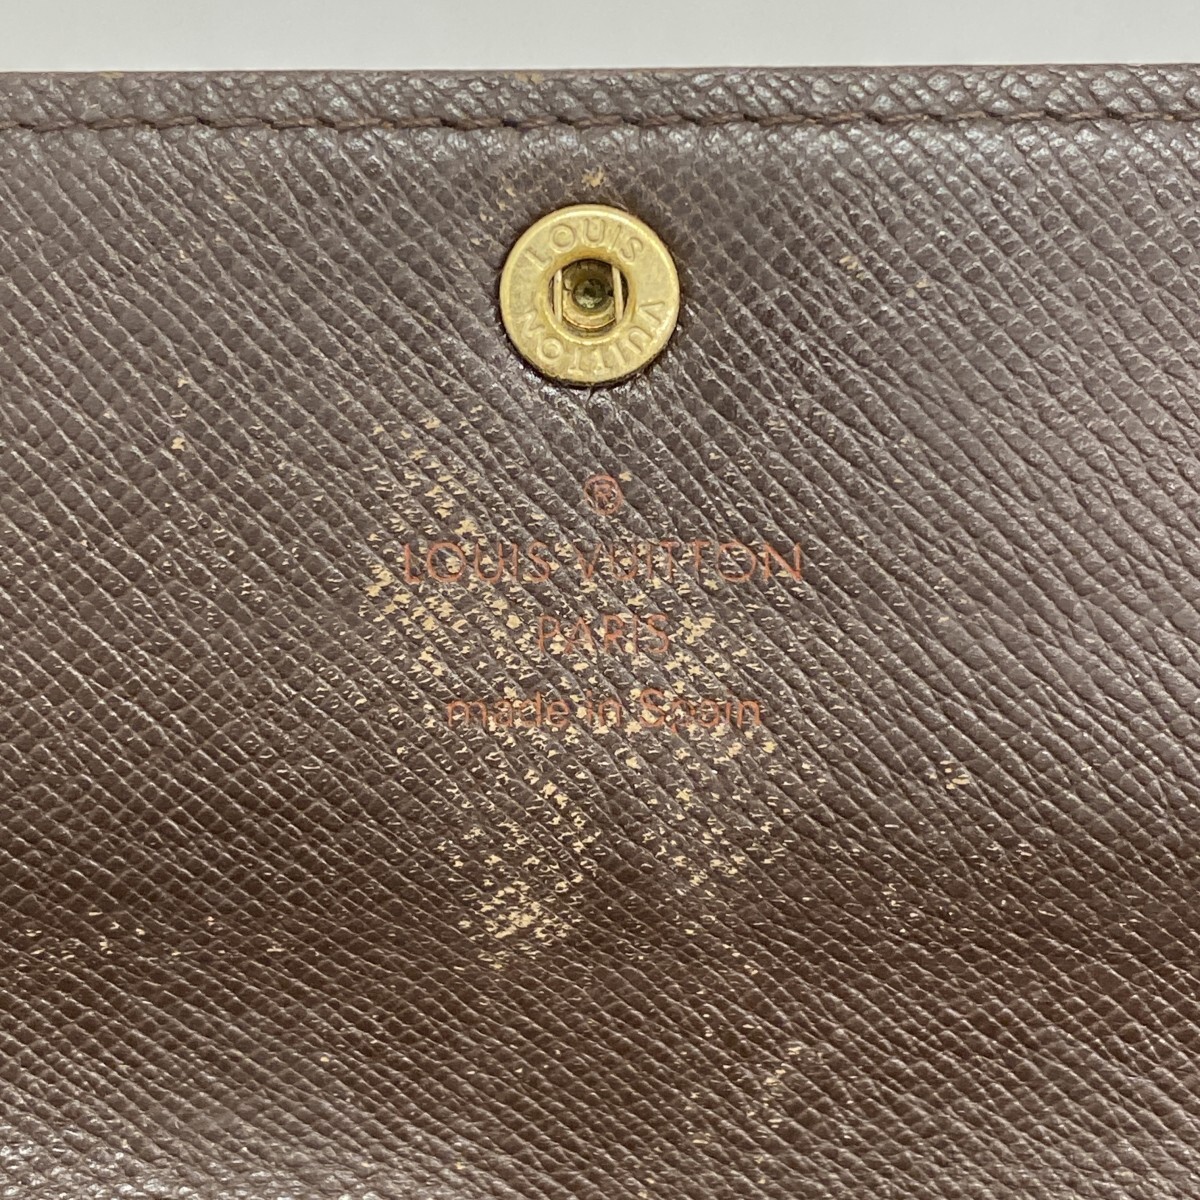 LOUIS
VUITTON
®
LOUIS VUITTON
PARIS
made in Spain